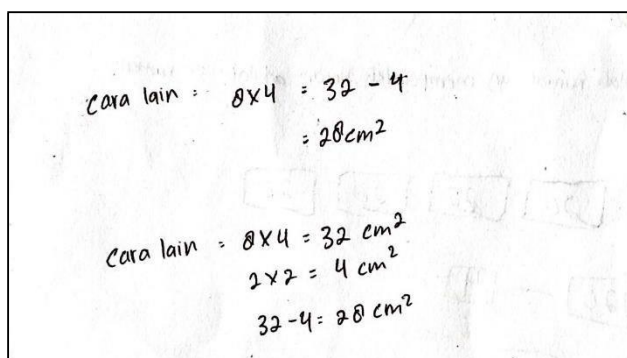 cara lain = 8x4 = 32 - 4
= 28cm²
cara lain = 8x4 = 32 cm²
2x2 = 4 cm²
32-4 = 28 cm²